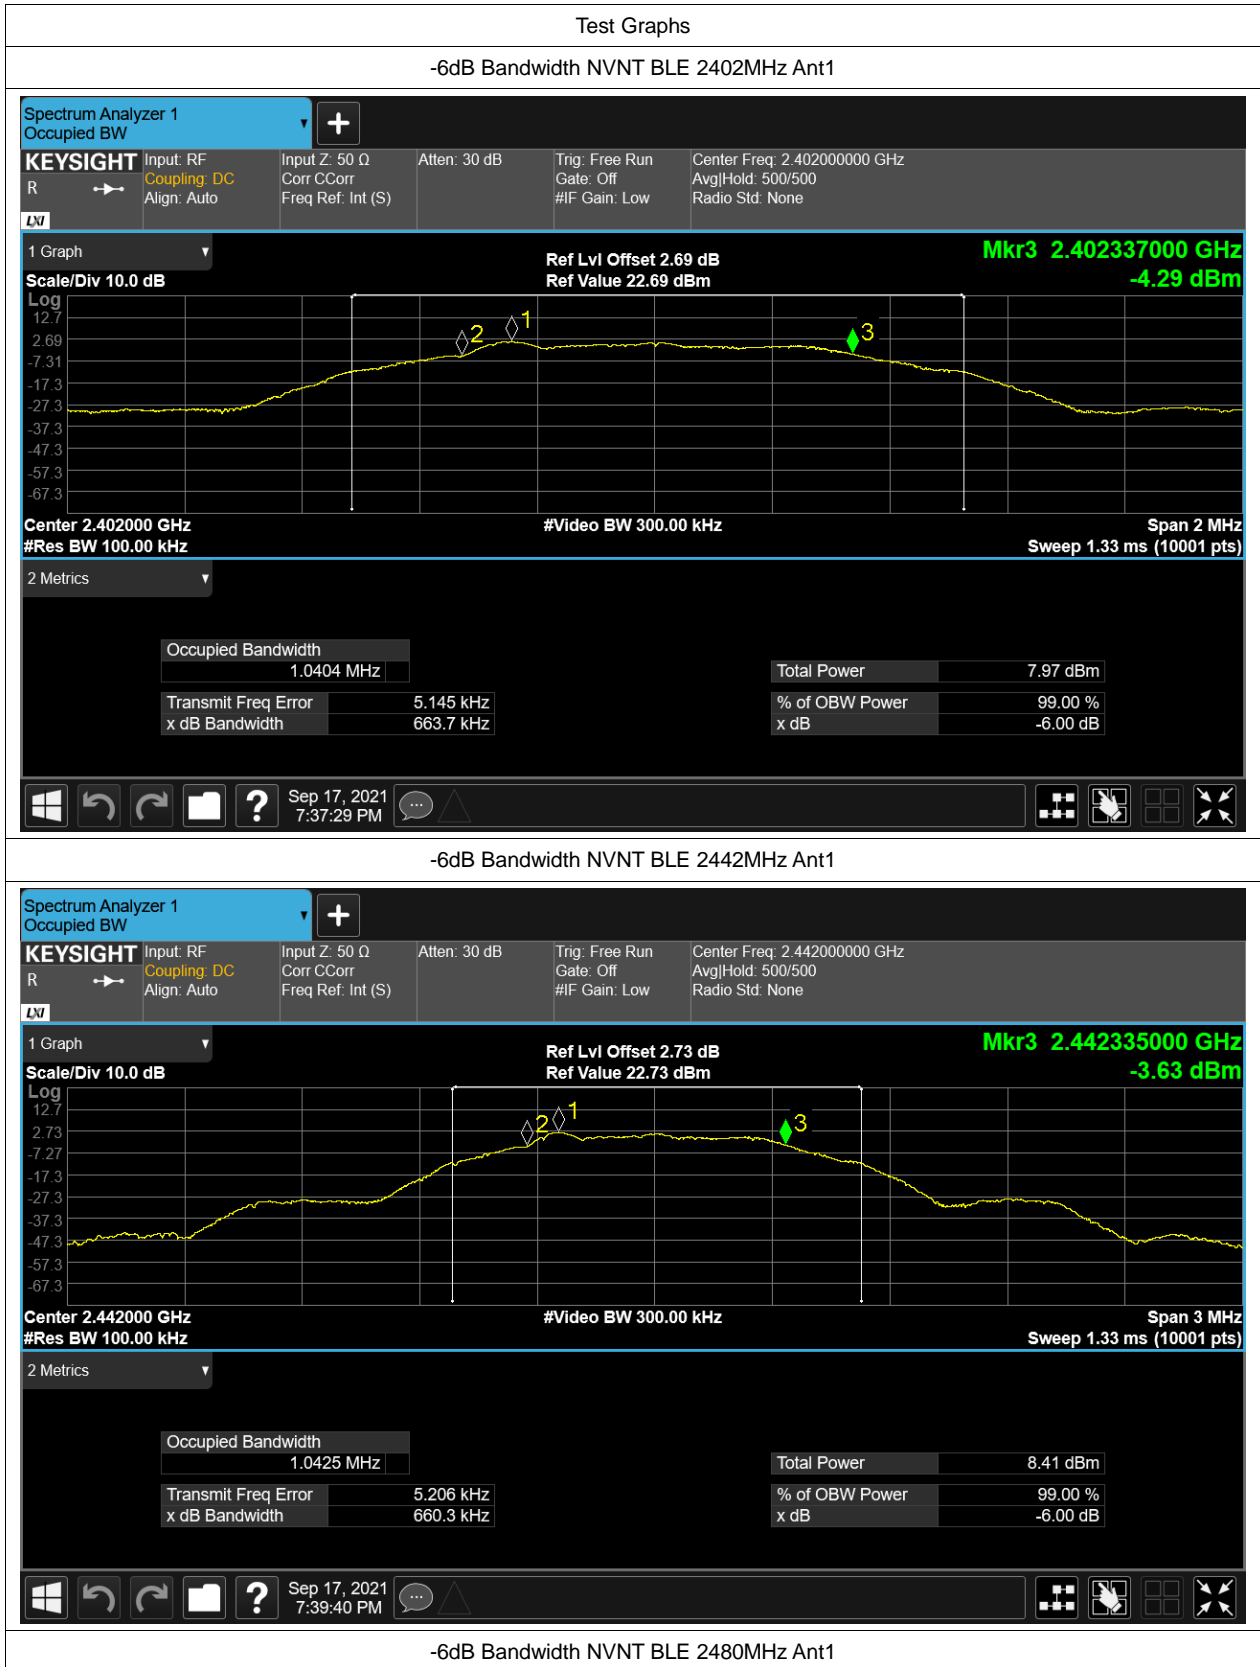 Test Graphs
-6dB Bandwidth NVNT BLE 2402MHz Ant1
Spectrum Analyzer 1
Occupied BW
KEYSIGHT Input: RF Input Z: 50 Ω Atten: 30 dB Trig: Free Run Center Freq: 2.402000000 GHz
R Coupling: DC Corr CCorr Gate: Off Avg|Hold: 500/500
Align: Auto Freq Ref: Int (S) #IF Gain: Low Radio Std: None
LXI
1 Graph
Ref Lvl Offset 2.69 dB Mkr3 2.402337000 GHz
Scale/Div 10.0 dB Ref Value 22.69 dBm -4.29 dBm
Log
12.7
2.69
-7.31
-17.3
-27.3
-37.3
-47.3
-57.3
-67.3
2 1 3
Center 2.402000 GHz #Video BW 300.00 kHz Span 2 MHz
#Res BW 100.00 kHz Sweep 1.33 ms (10001 pts)
2 Metrics
Occupied Bandwidth
1.0404 MHz Total Power 7.97 dBm
Transmit Freq Error 5.145 kHz % of OBW Power 99.00 %
x dB Bandwidth 663.7 kHz x dB -6.00 dB
? Sep 17, 2021
7:37:29 PM
-6dB Bandwidth NVNT BLE 2442MHz Ant1
Spectrum Analyzer 1
Occupied BW
KEYSIGHT Input: RF Input Z: 50 Ω Atten: 30 dB Trig: Free Run Center Freq: 2.442000000 GHz
R Coupling: DC Corr CCorr Gate: Off Avg|Hold: 500/500
Align: Auto Freq Ref: Int (S) #IF Gain: Low Radio Std: None
LXI
1 Graph
Ref Lvl Offset 2.73 dB Mkr3 2.442335000 GHz
Scale/Div 10.0 dB Ref Value 22.73 dBm -3.63 dBm
Log
12.7
2.73
-7.27
-17.3
-27.3
-37.3
-47.3
-57.3
-67.3
2 1 3
Center 2.442000 GHz #Video BW 300.00 kHz Span 3 MHz
#Res BW 100.00 kHz Sweep 1.33 ms (10001 pts)
2 Metrics
Occupied Bandwidth
1.0425 MHz Total Power 8.41 dBm
Transmit Freq Error 5.206 kHz % of OBW Power 99.00 %
x dB Bandwidth 660.3 kHz x dB -6.00 dB
? Sep 17, 2021
7:39:40 PM
-6dB Bandwidth NVNT BLE 2480MHz Ant1